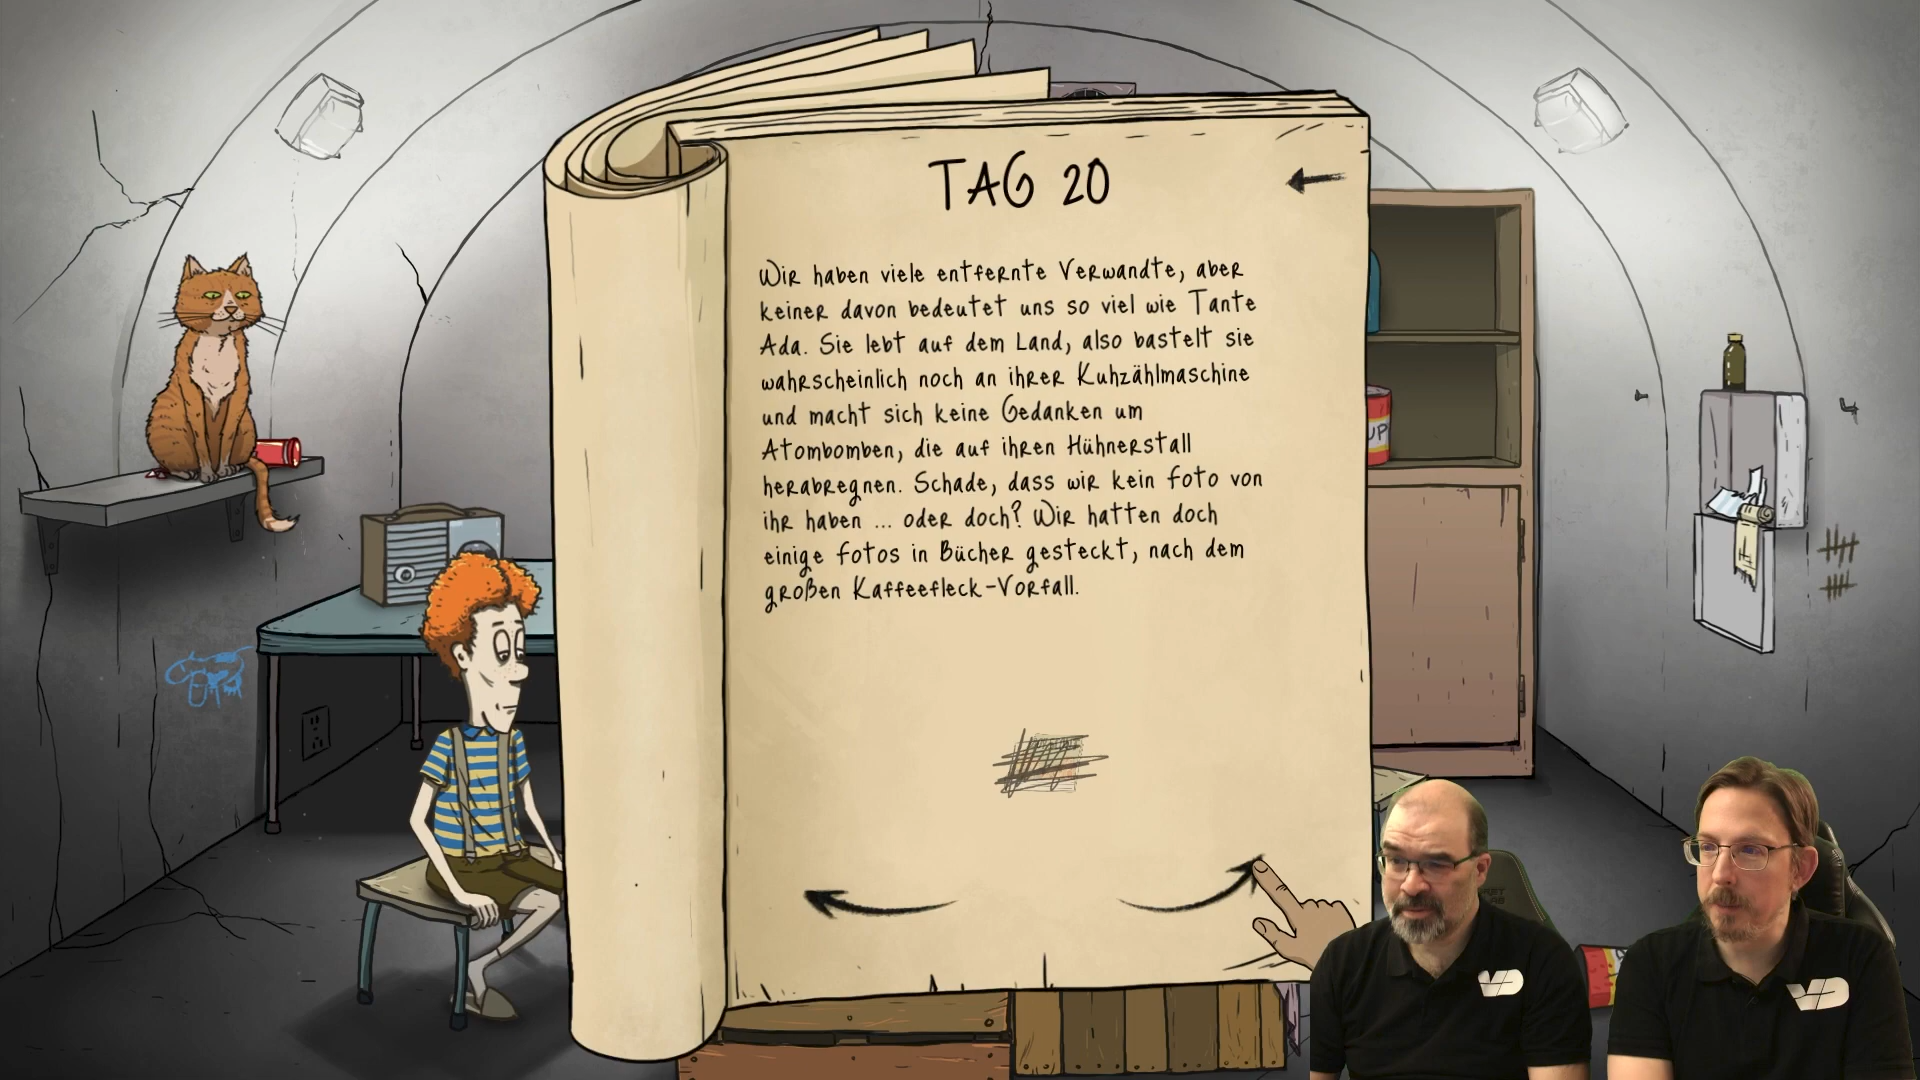 TAG 20
Wir haben viele entfernte Verwandte, aber
keiner davon bedeutet uns so viel wie Tante
Ada. Sie lebt auf dem Land, also bastelt sie
wahrscheinlich noch an ihrer Kuhzählmaschine
und macht sich keine Gedanken um
Atombomben, die auf ihren Hühnerstall
herabregnen. Schade, dass wir kein Foto von
ihr haben ... oder doch? Wir hatten doch
einige Fotos in Bücher gesteckt, nach dem
großen Kaffeefleck-Vorfall.
UP